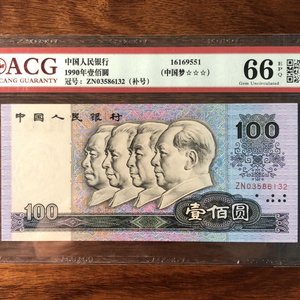 ACG
CANG GUARANTY
中国人民银行
1990年壹佰圆
冠号：ZN03586132（补号）
16169551
（中国梦☆☆☆）
66
EPQ
Gem Uncirculated
中国人民银行
100
ZN03586132
100
壹佰圆